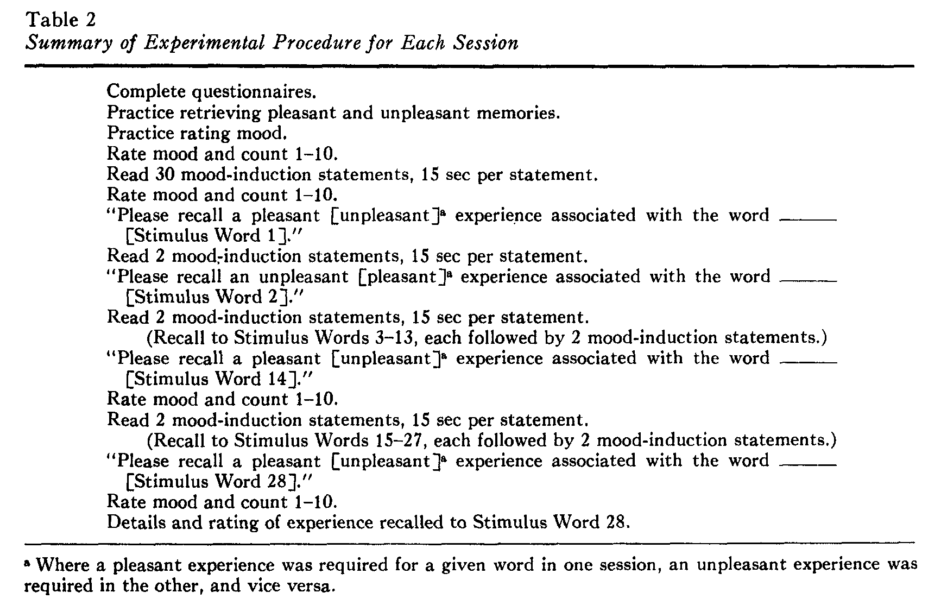 Table 2
Summary of Experimental Procedure for Each Session
Complete questionnaires.
Practice retrieving pleasant and unpleasant memories.
Practice rating mood.
Rate mood and count 1–10.
Read 30 mood-induction statements, 15 sec per statement.
Rate mood and count 1–10.
“Please recall a pleasant [unpleasant]ᵃ experience associated with the word ____
[Stimulus Word 1].”
Read 2 mood-induction statements, 15 sec per statement.
“Please recall an unpleasant [pleasant]ᵃ experience associated with the word ____
[Stimulus Word 2].”
Read 2 mood-induction statements, 15 sec per statement.
(Recall to Stimulus Words 3–13, each followed by 2 mood-induction statements.)
“Please recall a pleasant [unpleasant]ᵃ experience associated with the word ____
[Stimulus Word 14].”
Rate mood and count 1–10.
Read 2 mood-induction statements, 15 sec per statement.
(Recall to Stimulus Words 15–27, each followed by 2 mood-induction statements.)
“Please recall a pleasant [unpleasant]ᵃ experience associated with the word ____
[Stimulus Word 28].”
Rate mood and count 1–10.
Details and rating of experience recalled to Stimulus Word 28.
ᵃ Where a pleasant experience was required for a given word in one session, an unpleasant experience was
required in the other, and vice versa.